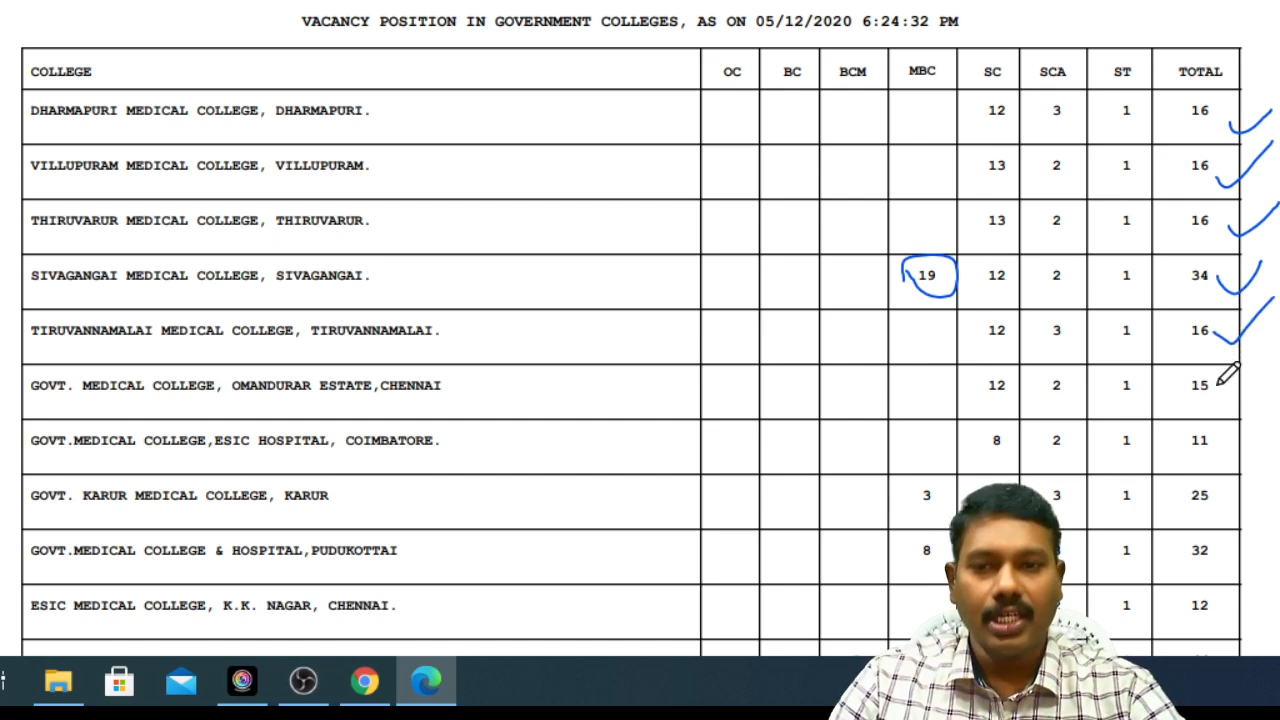 VACANCY POSITION IN GOVERNMENT COLLEGES, AS ON 05/12/2020 6:24:32 PM
COLLEGE OC BC BCM MBC SC SCA ST TOTAL
DHARMAPURI MEDICAL COLLEGE, DHARMAPURI. 12 3 1 16
VILLUPURAM MEDICAL COLLEGE, VILLUPURAM. 13 2 1 16
THIRUVARUR MEDICAL COLLEGE, THIRUVARUR. 13 2 1 16
SIVAGANGAI MEDICAL COLLEGE, SIVAGANGAI. 19 12 2 1 34
TIRUVANNAMALAI MEDICAL COLLEGE, TIRUVANNAMALAI. 12 3 1 16
GOVT. MEDICAL COLLEGE, OMANDURAR ESTATE,CHENNAI 12 2 1 15
GOVT.MEDICAL COLLEGE,ESIC HOSPITAL, COIMBATORE. 8 2 1 11
GOVT. KARUR MEDICAL COLLEGE, KARUR 3 3 1 25
GOVT.MEDICAL COLLEGE & HOSPITAL,PUDUKOTTAI 8 1 32
ESIC MEDICAL COLLEGE, K.K. NAGAR, CHENNAI. 1 12